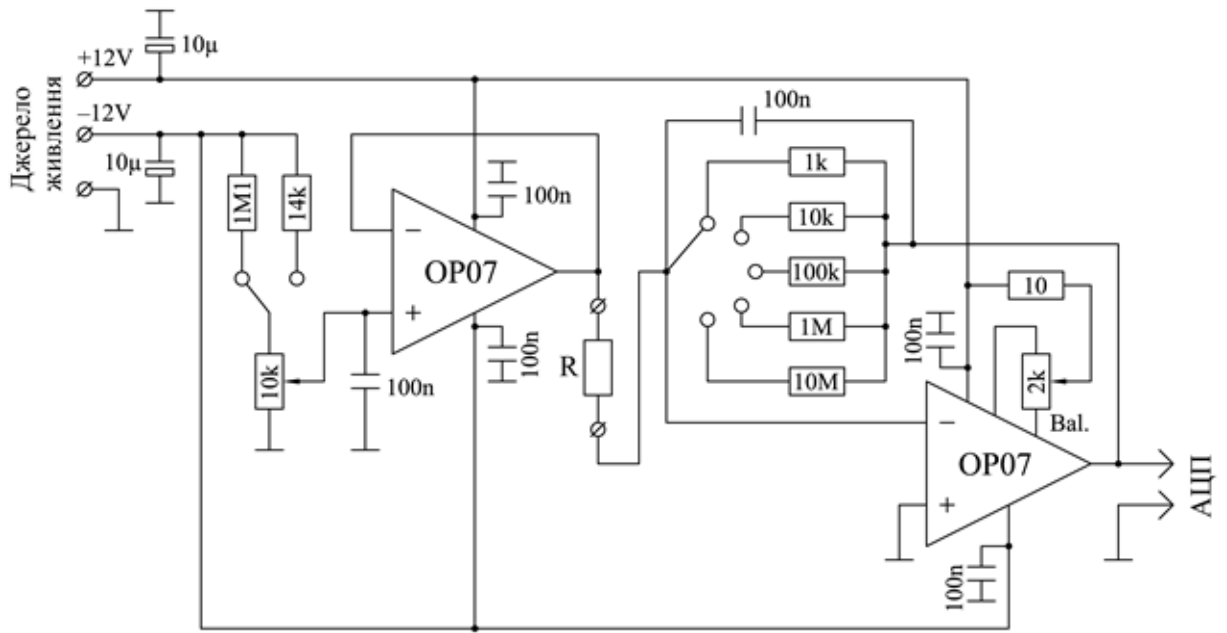 Джерело
живлення
+12V
–12V
10μ
10μ
1M1
14k
10k
100n
–
+
OP07
100n
100n
R
100n
1k
10k
100k
1M
10M
10
100n
2k
Bal.
–
+
OP07
100n
АЦП